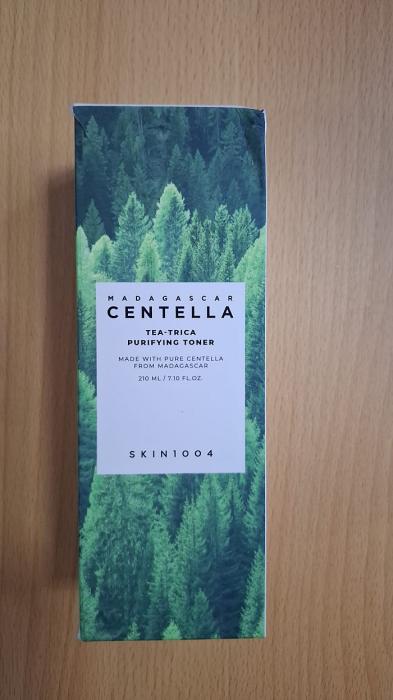 MADAGASCAR
CENTELLA
TEA-TRICA
PURIFYING TONER
MADE WITH PURE CENTELLA
FROM MADAGASCAR
210 ML / 7.10 FL.OZ.
SKIN1004